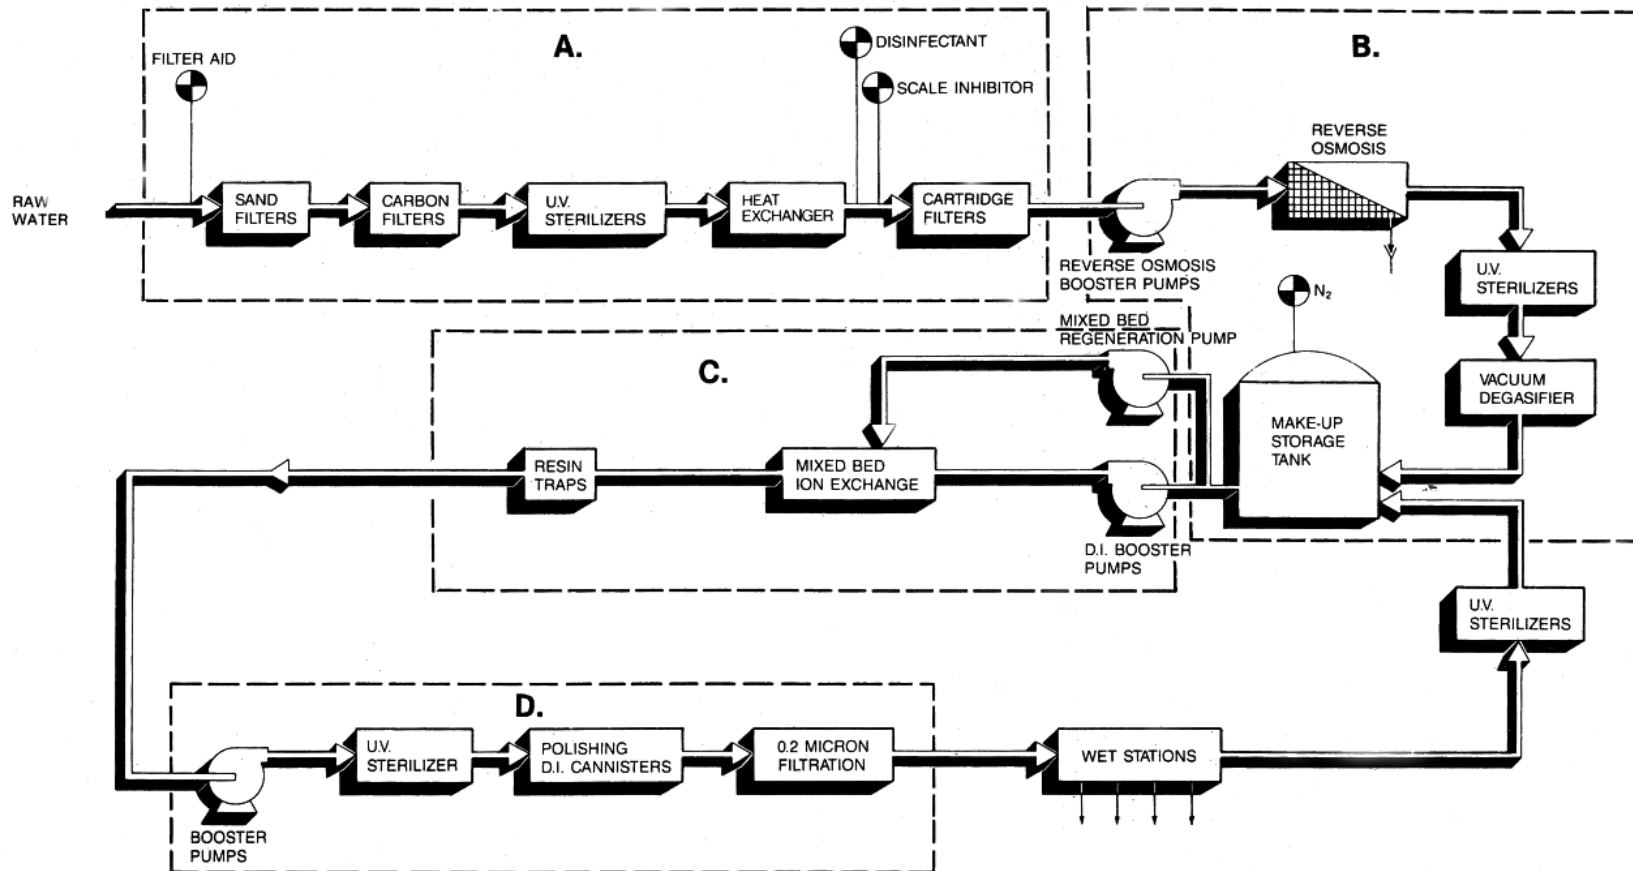 A.
B.
FILTER AID
DISINFECTANT
SCALE INHIBITOR
REVERSE
OSMOSIS
RAW
WATER
SAND
FILTERS
CARBON
FILTERS
U.V.
STERILIZERS
HEAT
EXCHANGER
CARTRIDGE
FILTERS
REVERSE OSMOSIS
BOOSTER PUMPS
U.V.
STERILIZERS
N₂
MIXED BED
REGENERATION PUMP
C.
VACUUM
DEGASIFIER
MAKE-UP
STORAGE
TANK
RESIN
TRAPS
MIXED BED
ION EXCHANGE
D.I. BOOSTER
PUMPS
U.V.
STERILIZERS
D.
U.V.
STERILIZER
POLISHING
D.I. CANNISTERS
0.2 MICRON
FILTRATION
WET STATIONS
BOOSTER
PUMPS